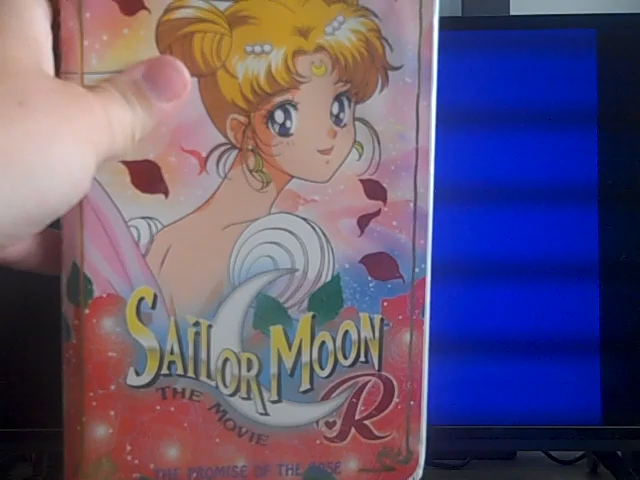 SAILOR MOON
R
THE MOVIE
THE PROMISE OF THE ROSE